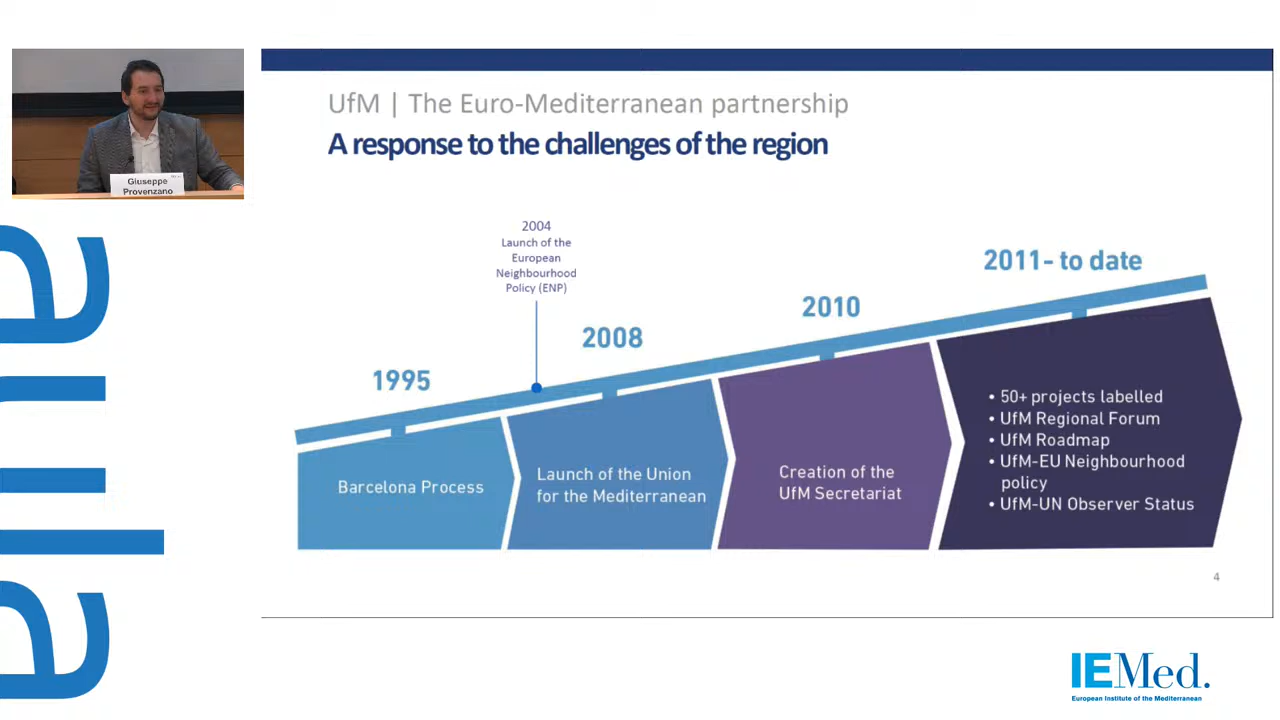 UfM | The Euro-Mediterranean partnership
A response to the challenges of the region
Giuseppe
Provenzano
2004
Launch of the
European
Neighbourhood
Policy (ENP)
1995
2008
2010
2011- to date
Barcelona Process
Launch of the Union
for the Mediterranean
Creation of the
UfM Secretariat
• 50+ projects labelled
• UfM Regional Forum
• UfM Roadmap
• UfM-EU Neighbourhood
policy
• UfM-UN Observer Status
4
aula
IEMed.
European Institute of the Mediterranean